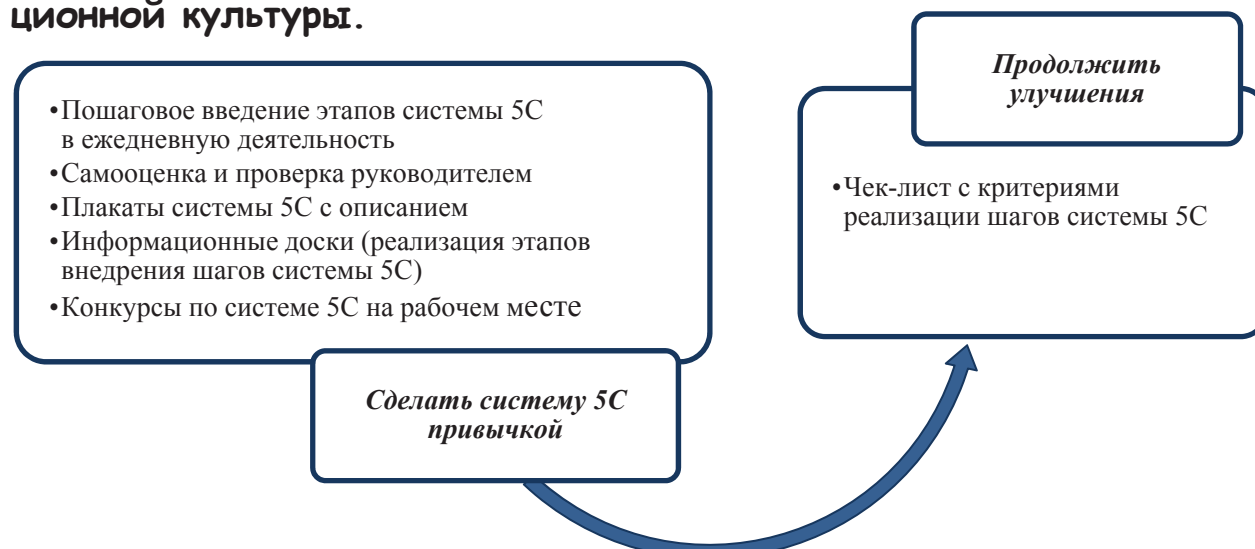 ционной культуры.
•Пошаговое введение этапов системы 5С
в ежедневную деятельность
•Самооценка и проверка руководителем
•Плакаты системы 5С с описанием
•Информационные доски (реализация этапов
внедрения шагов системы 5С)
•Конкурсы по системе 5С на рабочем месте
Сделать систему 5С
привычкой
Продолжить
улучшения
•Чек-лист с критериями
реализации шагов системы 5С